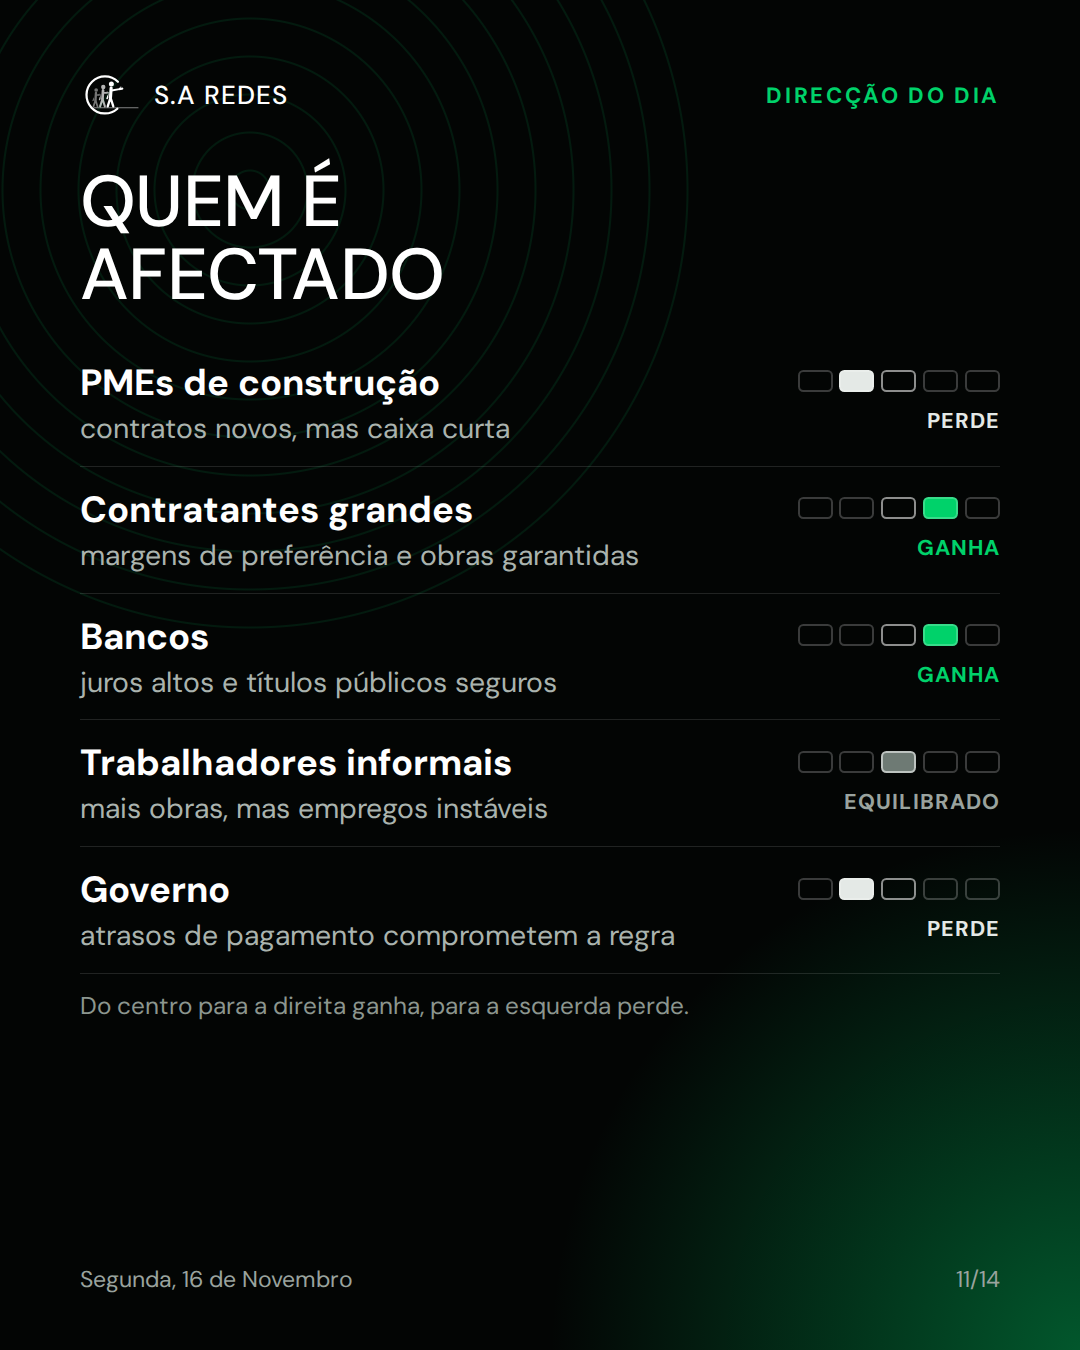 S.A REDES
DIRECÇÃO DO DIA
QUEM É
AFECTADO
PMEs de construção
contratos novos, mas caixa curta
PERDE
Contratantes grandes
margens de preferência e obras garantidas
GANHA
Bancos
juros altos e títulos públicos seguros
GANHA
Trabalhadores informais
mais obras, mas empregos instáveis
EQUILIBRADO
Governo
atrasos de pagamento comprometem a regra
PERDE
Do centro para a direita ganha, para a esquerda perde.
Segunda, 16 de Novembro
11/14